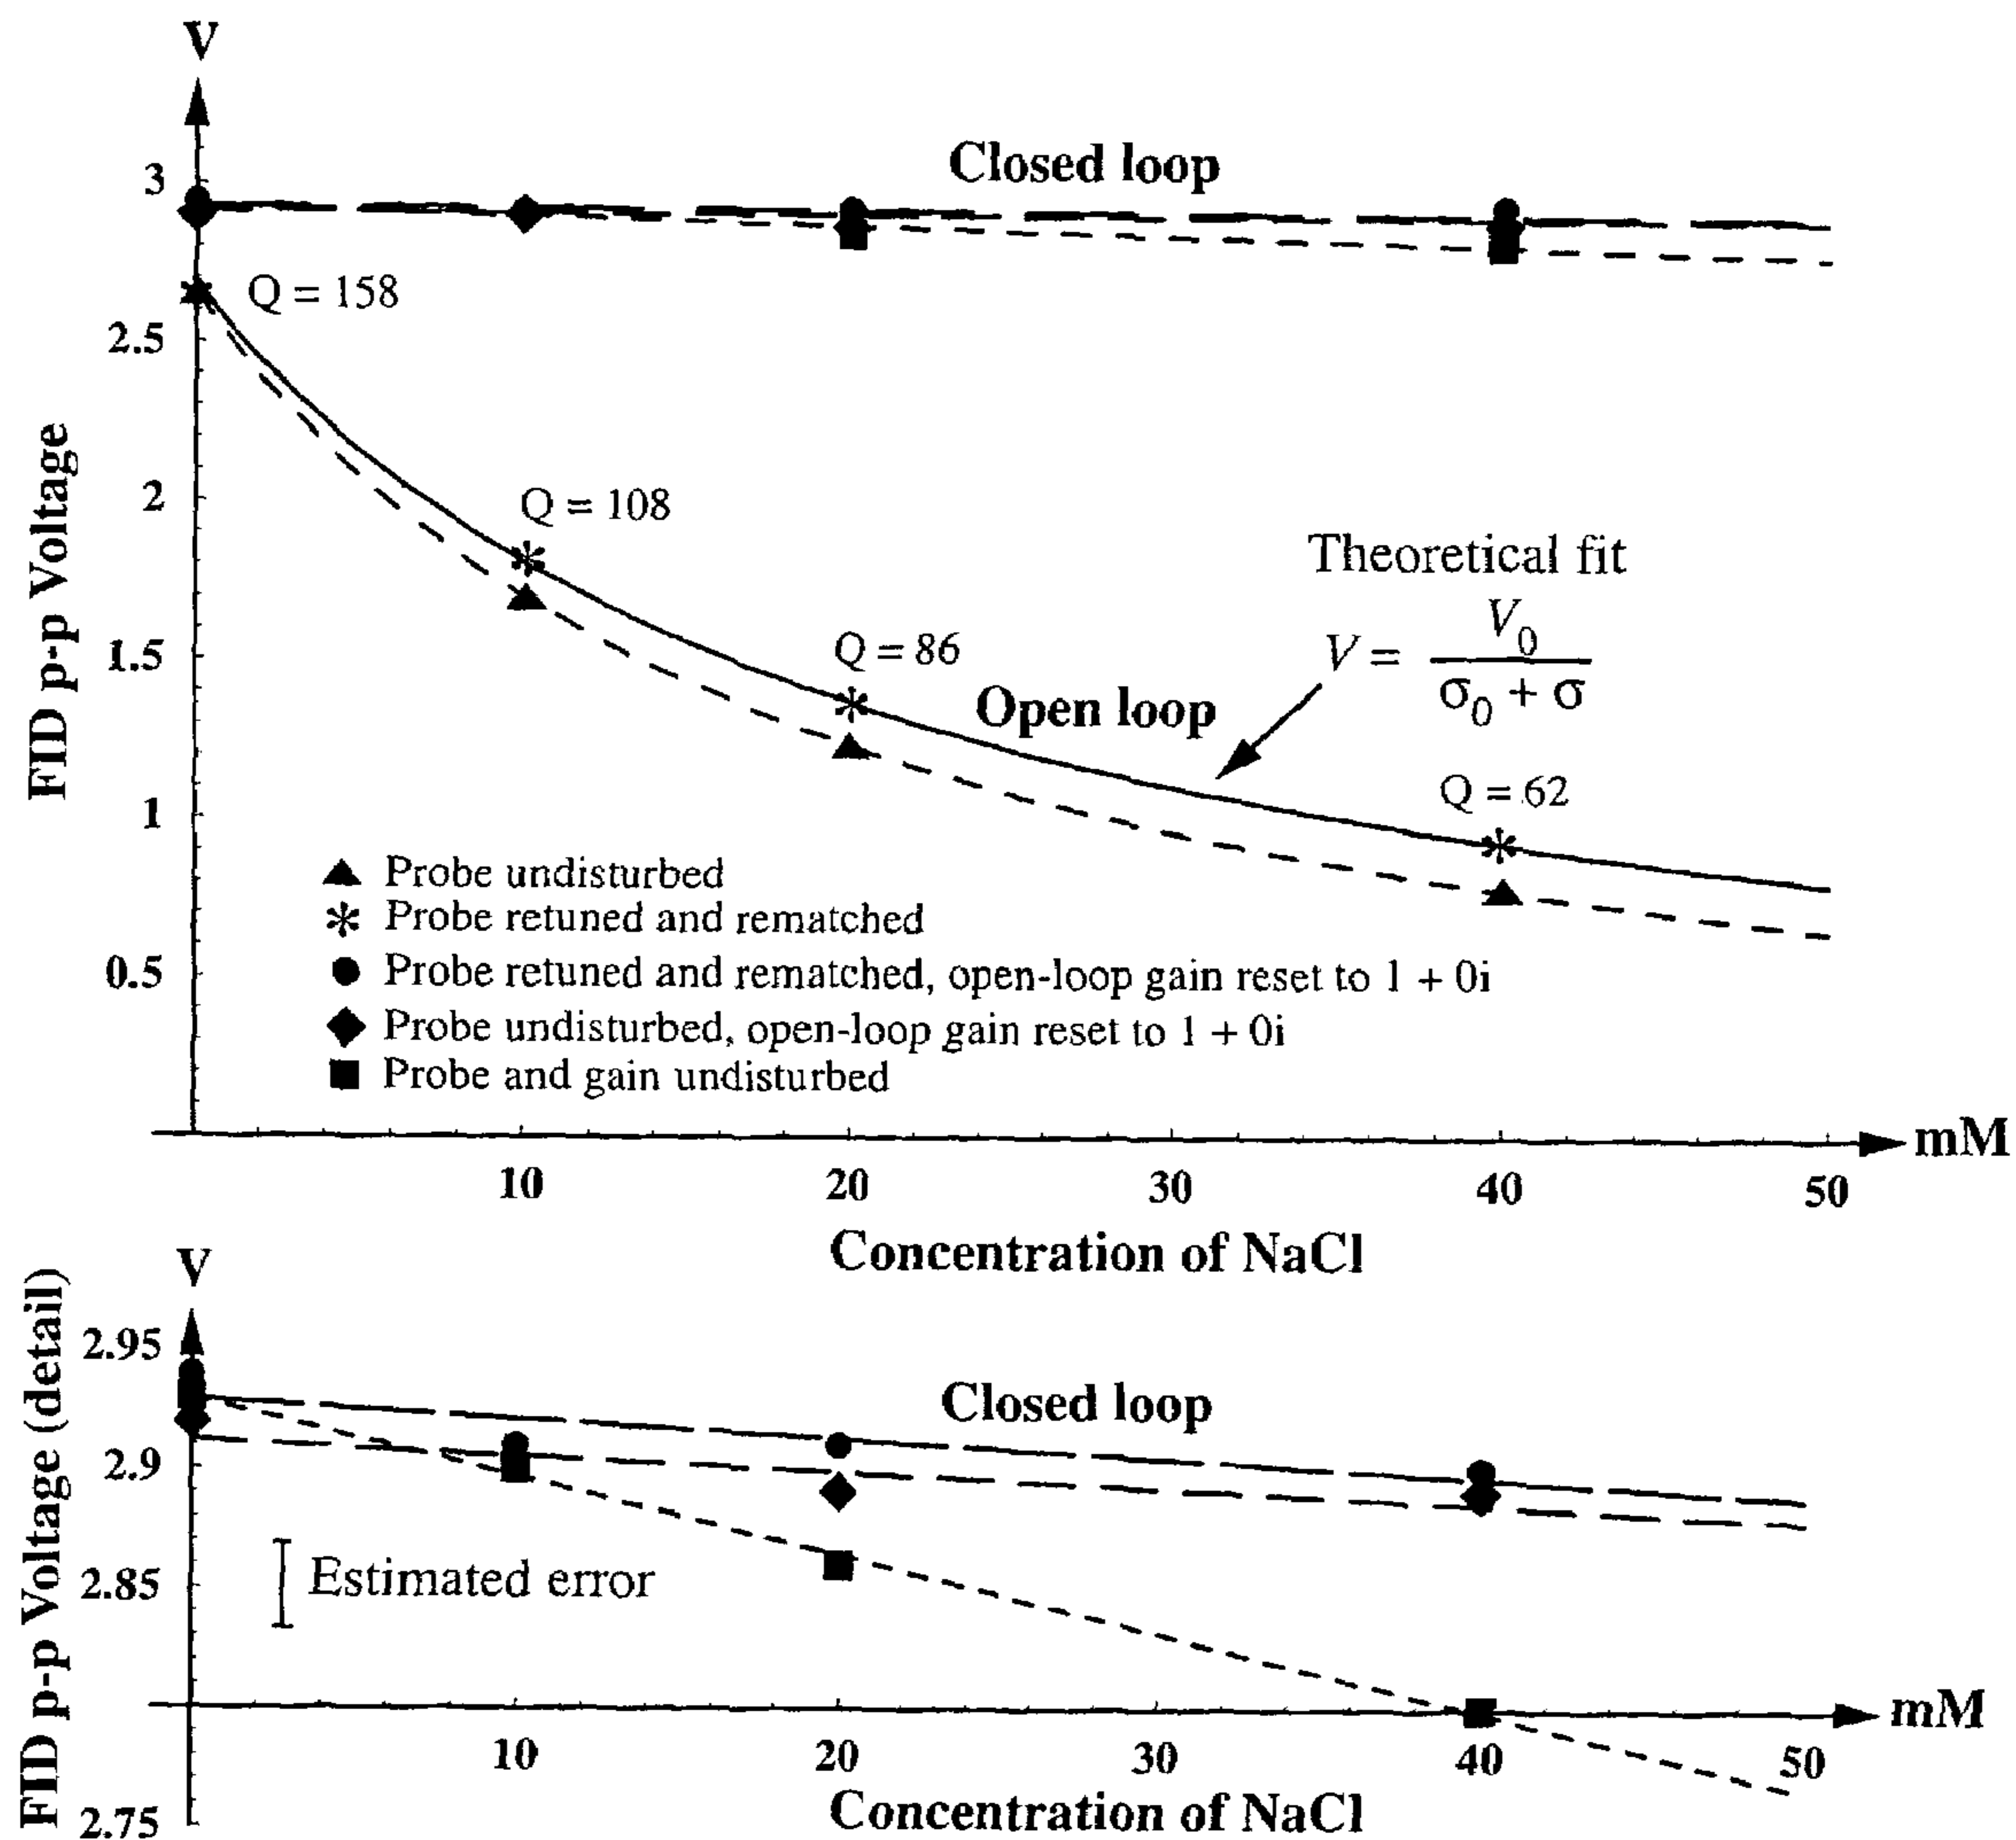 V
3
2.5
2
1.5
1
0.5
FID p-p Voltage
Closed loop
Q = 158
Q = 108
Q = 86
Q = 62
Open loop
Theoretical fit
V = V0 / σ0 + σ
Probe undisturbed
Probe retuned and rematched
Probe retuned and rematched, open-loop gain reset to 1 + 0i
Probe undisturbed, open-loop gain reset to 1 + 0i
Probe and gain undisturbed
10 20 30 40 50
mM
Concentration of NaCl
V
2.95
2.9
2.85
2.75
FID p-p Voltage (detail)
Closed loop
Estimated error
10 20 30 40 50
mM
Concentration of NaCl